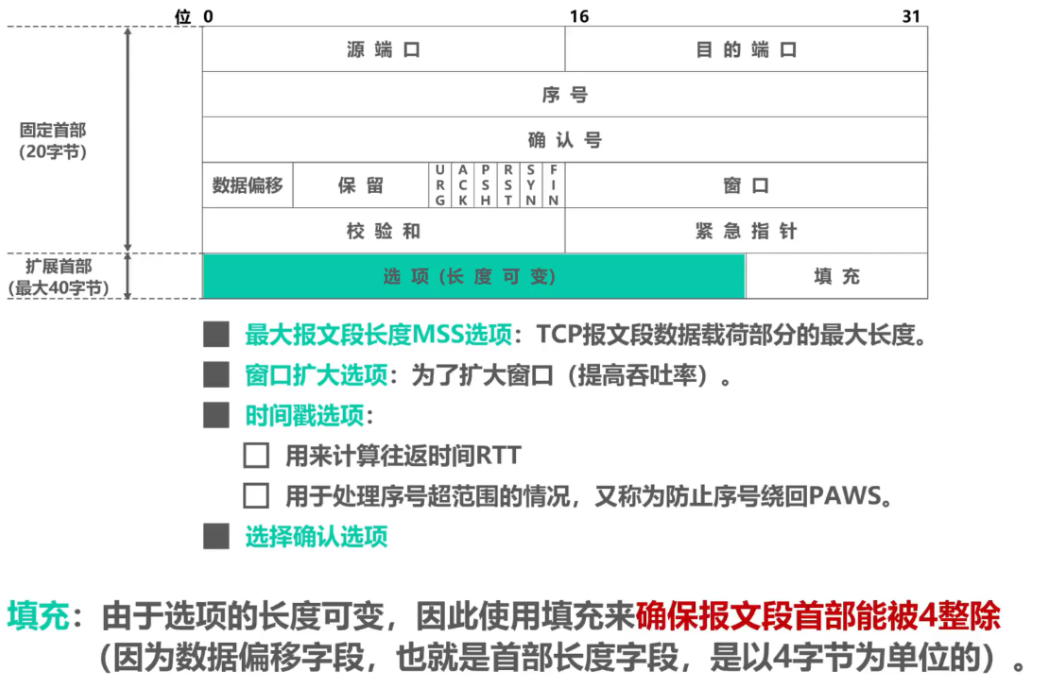 位 0 16 31
源 端 口 目 的 端 口
序 号
固定首部
(20字节)
确 认 号
数据偏移 保 留 URG ACK PSH RST SYN FIN 窗 口
校 验 和 紧 急 指 针
扩展首部
(最大40字节)
选 项 (长 度 可 变) 填 充
最大报文段长度MSS选项：TCP报文段数据载荷部分的最大长度。
窗口扩大选项：为了扩大窗口（提高吞吐率）。
时间戳选项：
用来计算往返时间RTT
用于处理序号超范围的情况，又称为防止序号绕回PAWS。
选择确认选项
填充：由于选项的长度可变，因此使用填充来确保报文段首部能被4整除
（因为数据偏移字段，也就是首部长度字段，是以4字节为单位的）。